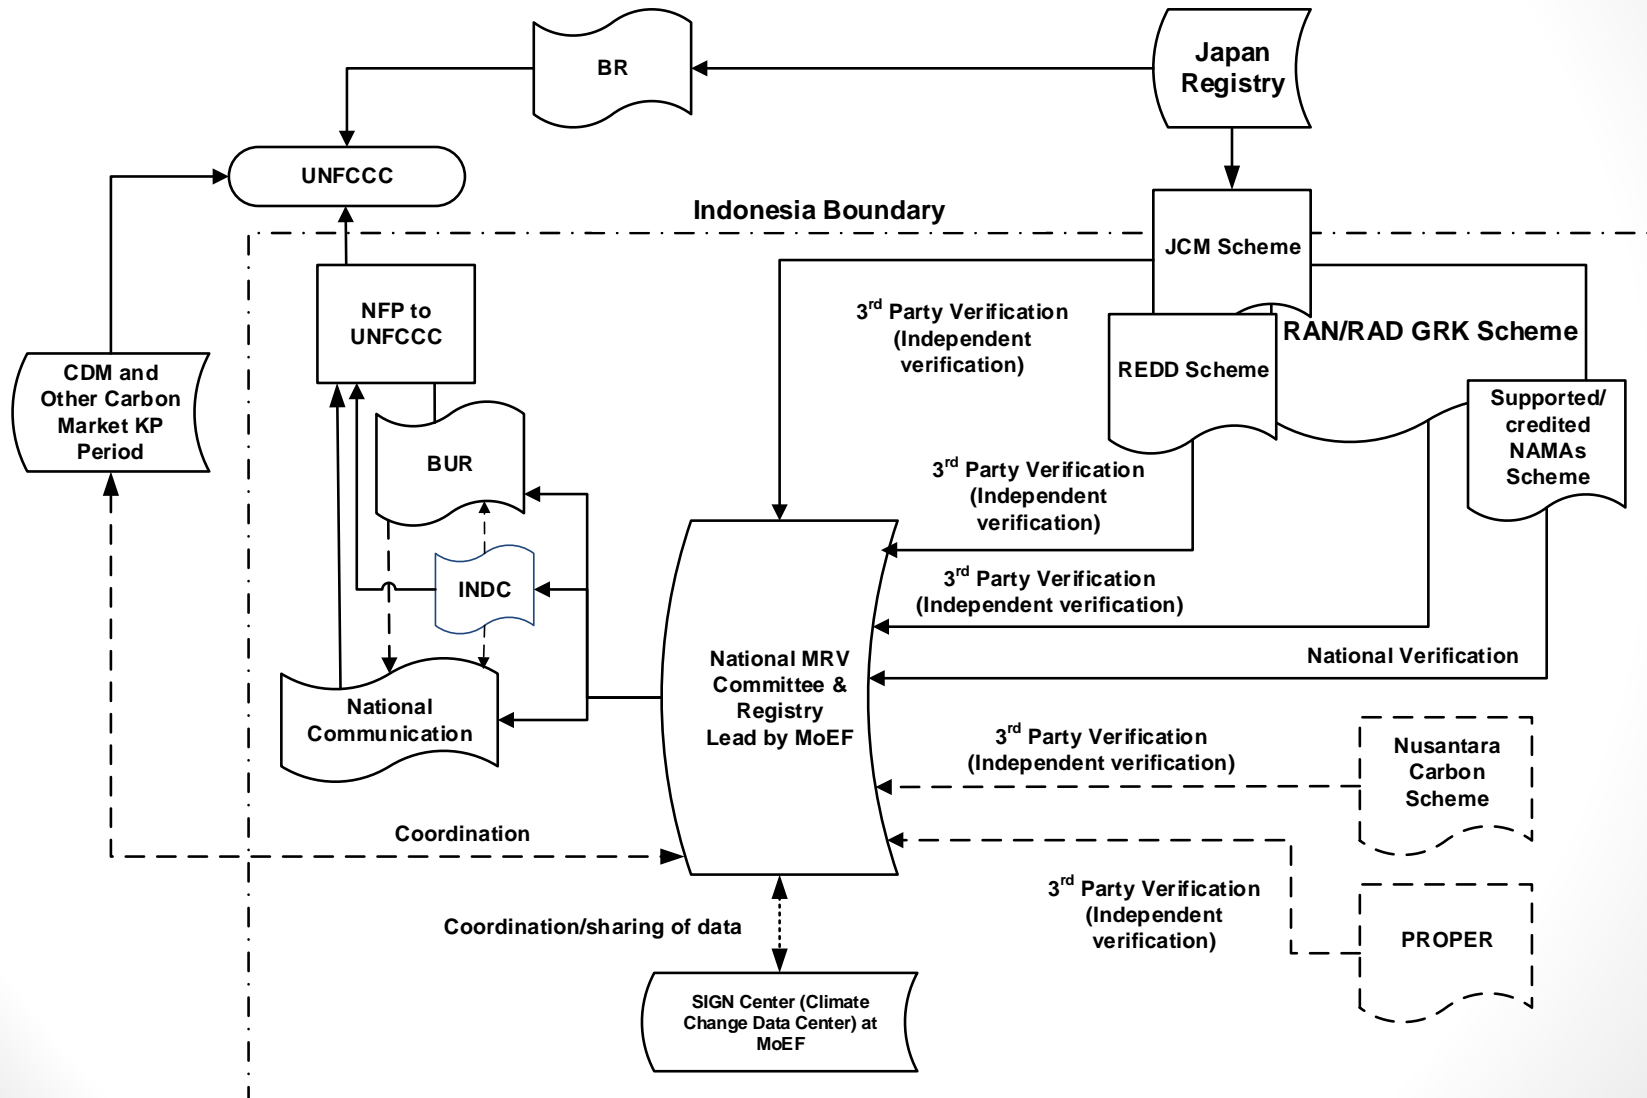 BR
Japan
Registry
UNFCCC
Indonesia Boundary
JCM Scheme
NFP to
UNFCCC
3rd Party Verification
(Independent
verification)
RAN/RAD GRK Scheme
REDD Scheme
CDM and
Other Carbon
Market KP
Period
Supported/
credited
NAMAs
Scheme
BUR
3rd Party Verification
(Independent
verification)
INDC
3rd Party Verification
(Independent verification)
National MRV
Committee &
Registry
Lead by MoEF
National Verification
National
Communication
3rd Party Verification
(Independent verification)
Nusantara
Carbon
Scheme
Coordination
3rd Party Verification
(Independent
verification)
Coordination/sharing of data
PROPER
SIGN Center (Climate
Change Data Center) at
MoEF